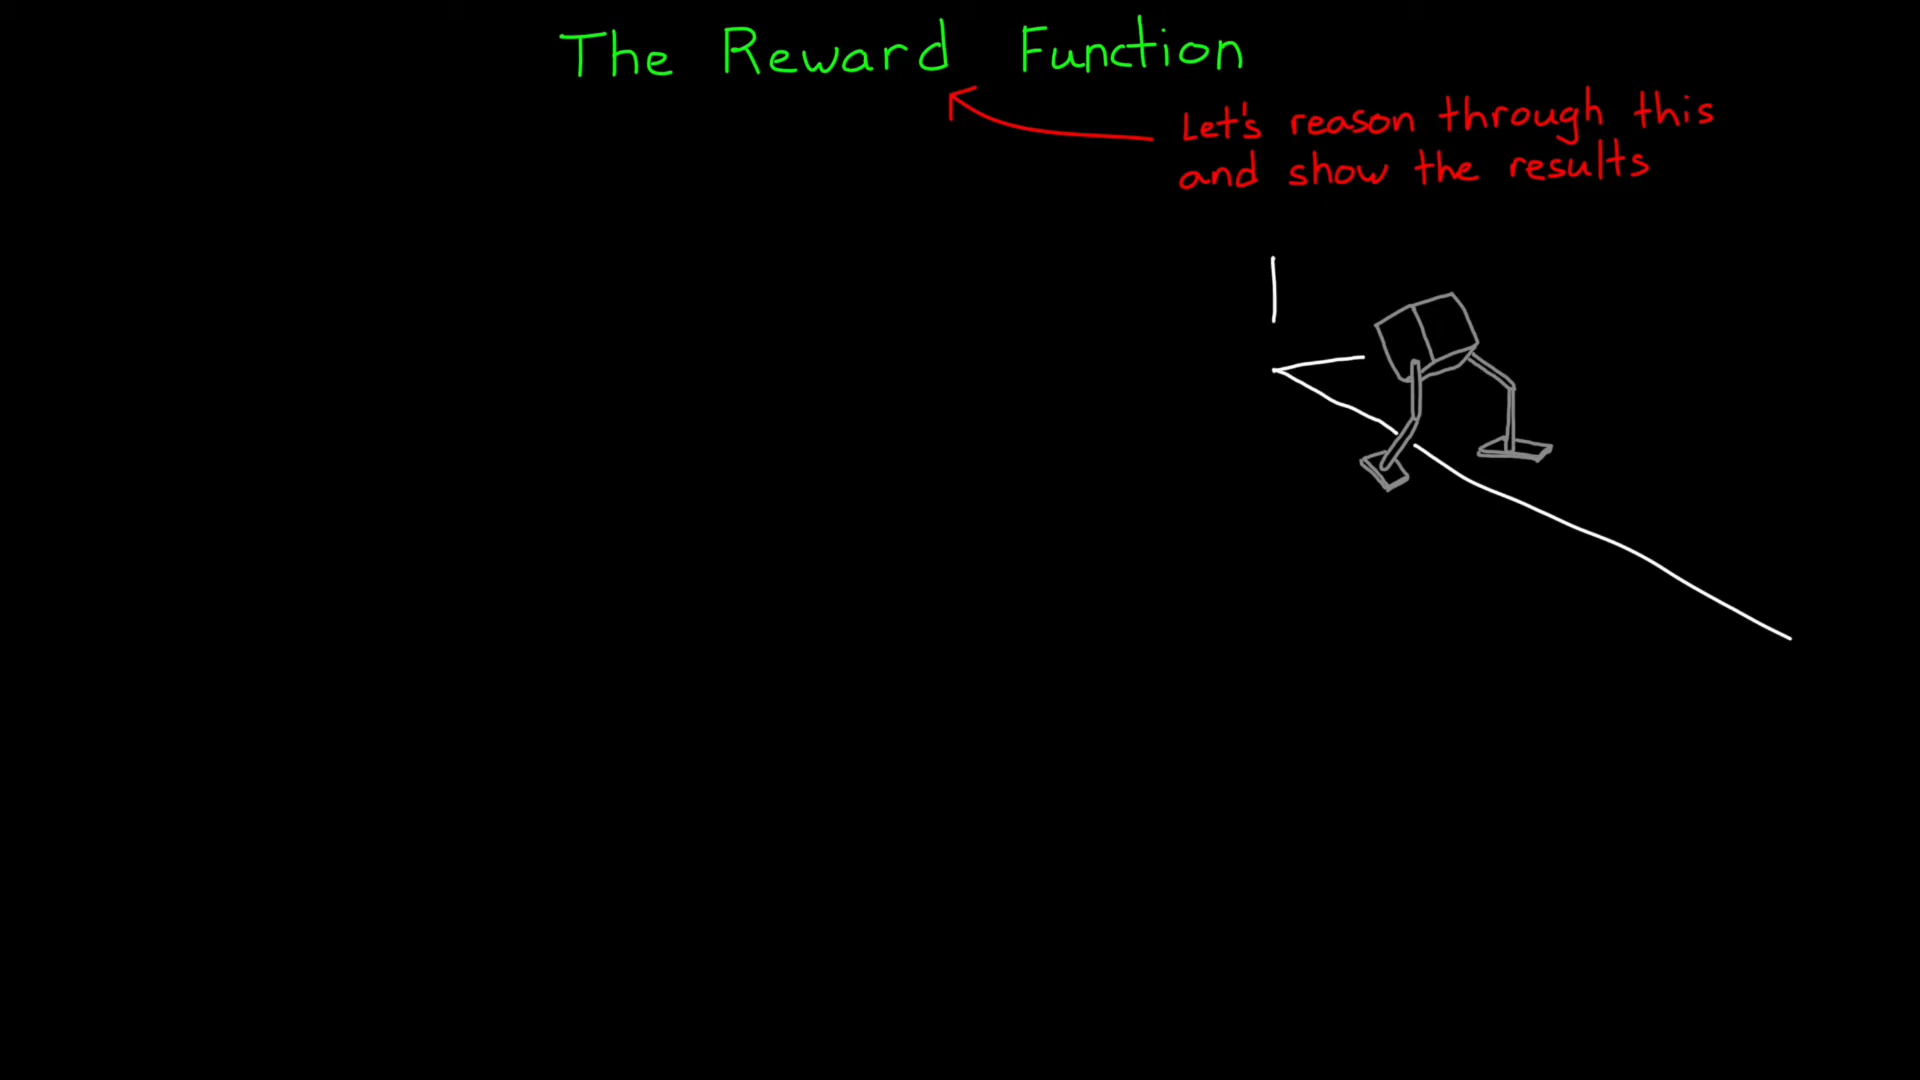 The Reward Function
Let's reason through this
and show the results